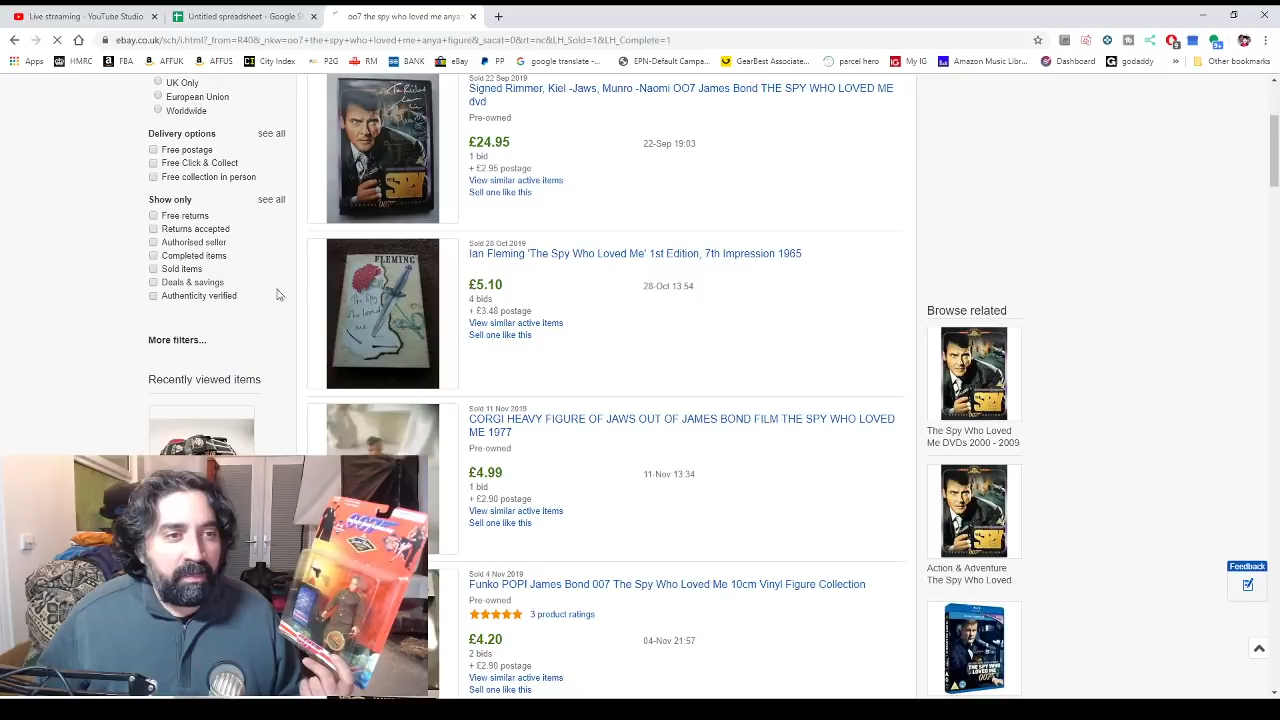 Live streaming - YouTube Studio
Untitled spreadsheet - Google S
oo7 the spy who loved me anya
ebay.co.uk/sch/i.html?_from=R40&_nkw=oo7+the+spy+who+loved+me+anya+figure&_sacat=0&rt=nc&LH_Sold=1&LH_Complete=1
Apps
HMRC
FBA
AFFUK
AFFUS
City Index
P2G
RM
BANK
eBay
PP
google translate -...
EPN-Default Campa...
GearBest Associate...
parcel hero
My IG
Amazon Music Libr...
Dashboard
godaddy
»
Other bookmarks
UK Only
European Union
Worldwide
Delivery options
see all
Free postage
Free Click & Collect
Free collection in person
Show only
see all
Free returns
Returns accepted
Authorised seller
Completed items
Sold items
Deals & savings
Authenticity verified
More filters...
Recently viewed items
Sold 22 Sep 2019
Signed Rimmer, Kiel -Jaws, Munro -Naomi OO7 James Bond THE SPY WHO LOVED ME
dvd
Pre-owned
£24.95
22-Sep 19:03
1 bid
+ £2.95 postage
View similar active items
Sell one like this
FLEMING
The Spy
who loved
me
Sold 28 Oct 2019
Ian Fleming 'The Spy Who Loved Me' 1st Edition, 7th Impression 1965
£5.10
28-Oct 13:54
4 bids
+ £3.48 postage
View similar active items
Sell one like this
Sold 11 Nov 2019
CORGI HEAVY FIGURE OF JAWS OUT OF JAMES BOND FILM THE SPY WHO LOVED
ME 1977
Pre-owned
£4.99
11-Nov 13:34
1 bid
+ £2.90 postage
View similar active items
Sell one like this
Sold 4 Nov 2019
Funko POP! James Bond 007 The Spy Who Loved Me 10cm Vinyl Figure Collection
Pre-owned
3 product ratings
£4.20
04-Nov 21:57
2 bids
+ £2.90 postage
View similar active items
Sell one like this
Browse related
The Spy Who Loved
Me DVDs 2000 - 2009
Action & Adventure
The Spy Who Loved
Feedback